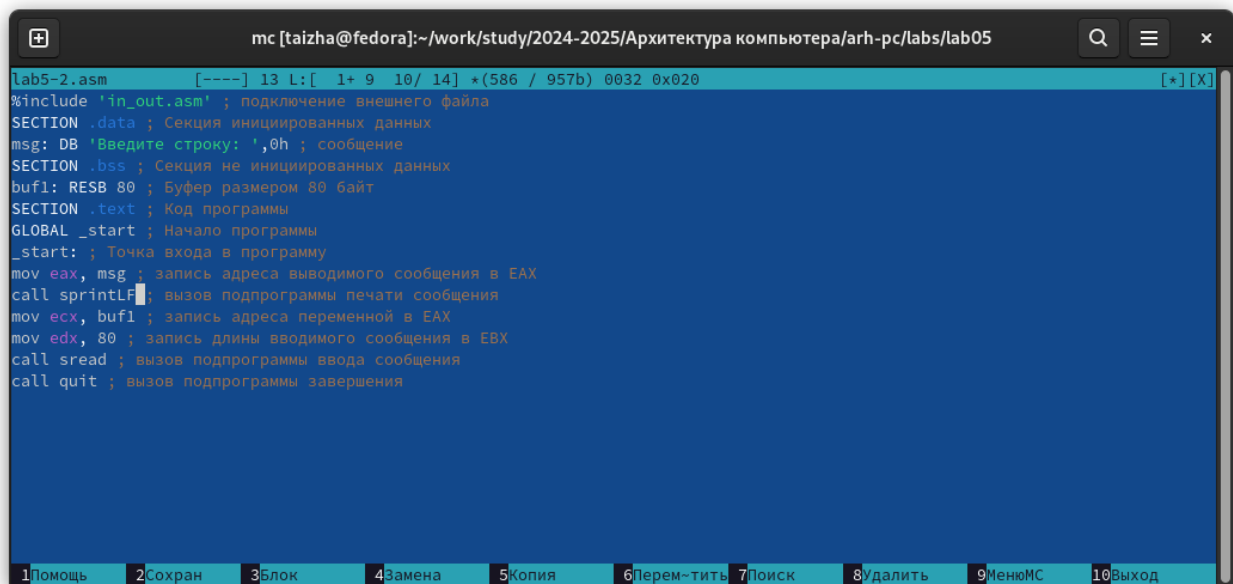 mc [taizha@fedora]:~/work/study/2024-2025/Архитектура компьютера/arh-pc/labs/lab05
lab5-2.asm [----] 13 L:[ 1+ 9 10/ 14] *(586 / 957b) 0032 0x020 [*][X]
%include 'in_out.asm' ; подключение внешнего файла
SECTION .data ; Секция инициированных данных
msg: DB 'Введите строку: ',0h ; сообщение
SECTION .bss ; Секция не инициированных данных
buf1: RESB 80 ; Буфер размером 80 байт
SECTION .text ; Код программы
GLOBAL _start ; Начало программы
_start: ; Точка входа в программу
mov eax, msg ; запись адреса выводимого сообщения в EAX
call sprintLF ; вызов подпрограммы печати сообщения
mov ecx, buf1 ; запись адреса переменной в EAX
mov edx, 80 ; запись длины вводимого сообщения в EBX
call sread ; вызов подпрограммы ввода сообщения
call quit ; вызов подпрограммы завершения
1Помощь 2Сохран 3Блок 4Замена 5Копия 6Перем~тить 7Поиск 8Удалить 9МенюMC 10Выход